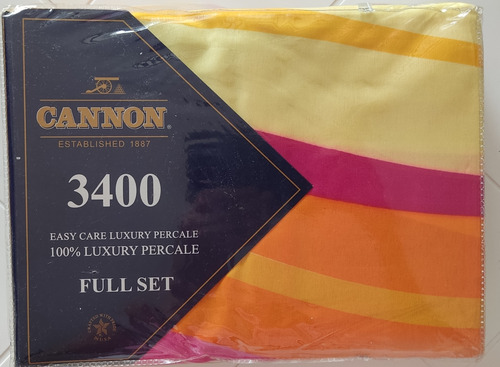 CANNON®
ESTABLISHED 1887
3400
EASY CARE LUXURY PERCALE
100% LUXURY PERCALE
FULL SET